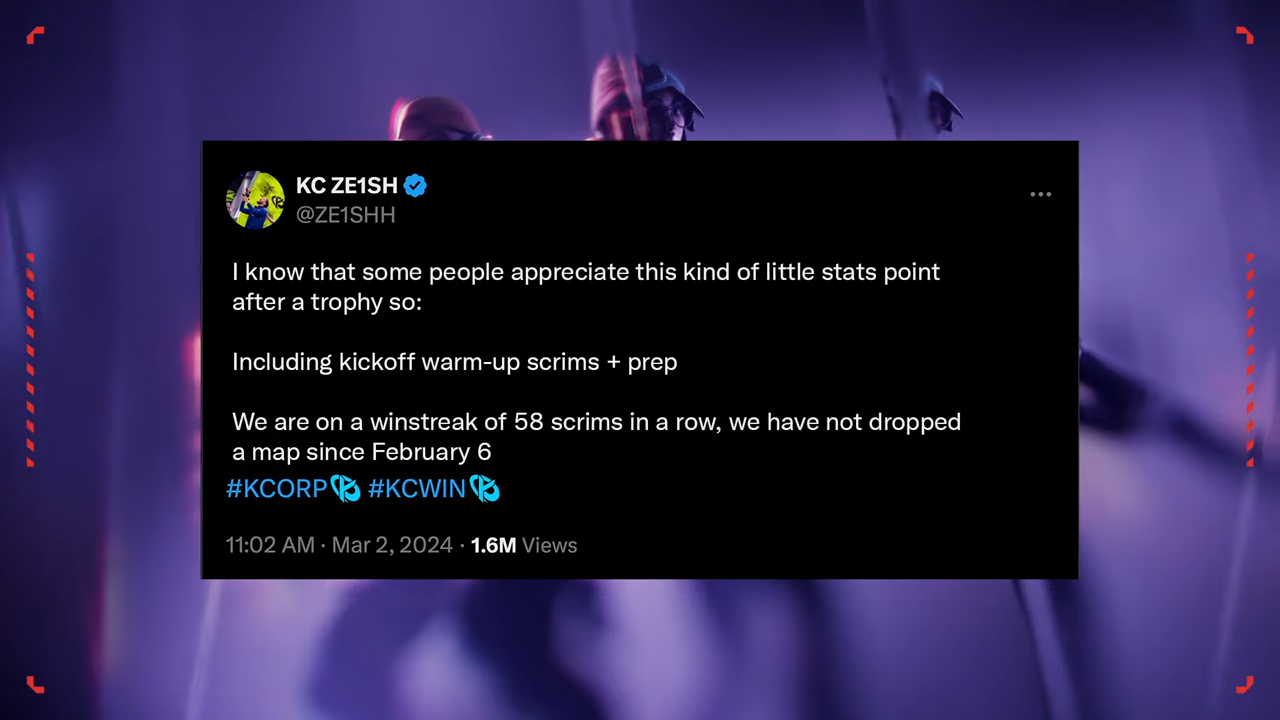 KC ZE1SH
@ZE1SHH
I know that some people appreciate this kind of little stats point
after a trophy so:
Including kickoff warm-up scrims + prep
We are on a winstreak of 58 scrims in a row, we have not dropped
a map since February 6
#KCORP #KCWIN
11:02 AM · Mar 2, 2024 · 1.6M Views